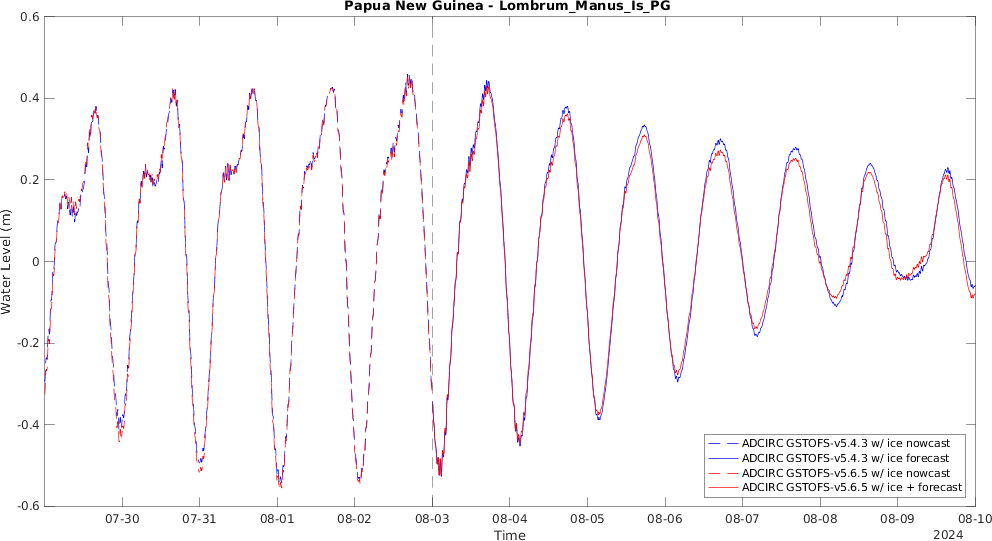 Papua New Guinea - Lombrum_Manus_Is_PG
0.6
0.4
0.2
0
-0.2
-0.4
-0.6
Water Level (m)
07-30
07-31
08-01
08-02
08-03
08-04
08-05
08-06
08-07
08-08
08-09
08-10
Time
2024
ADCIRC GSTOFS-v5.4.3 w/ ice nowcast
ADCIRC GSTOFS-v5.4.3 w/ ice forecast
ADCIRC GSTOFS-v5.6.5 w/ ice nowcast
ADCIRC GSTOFS-v5.6.5 w/ ice + forecast